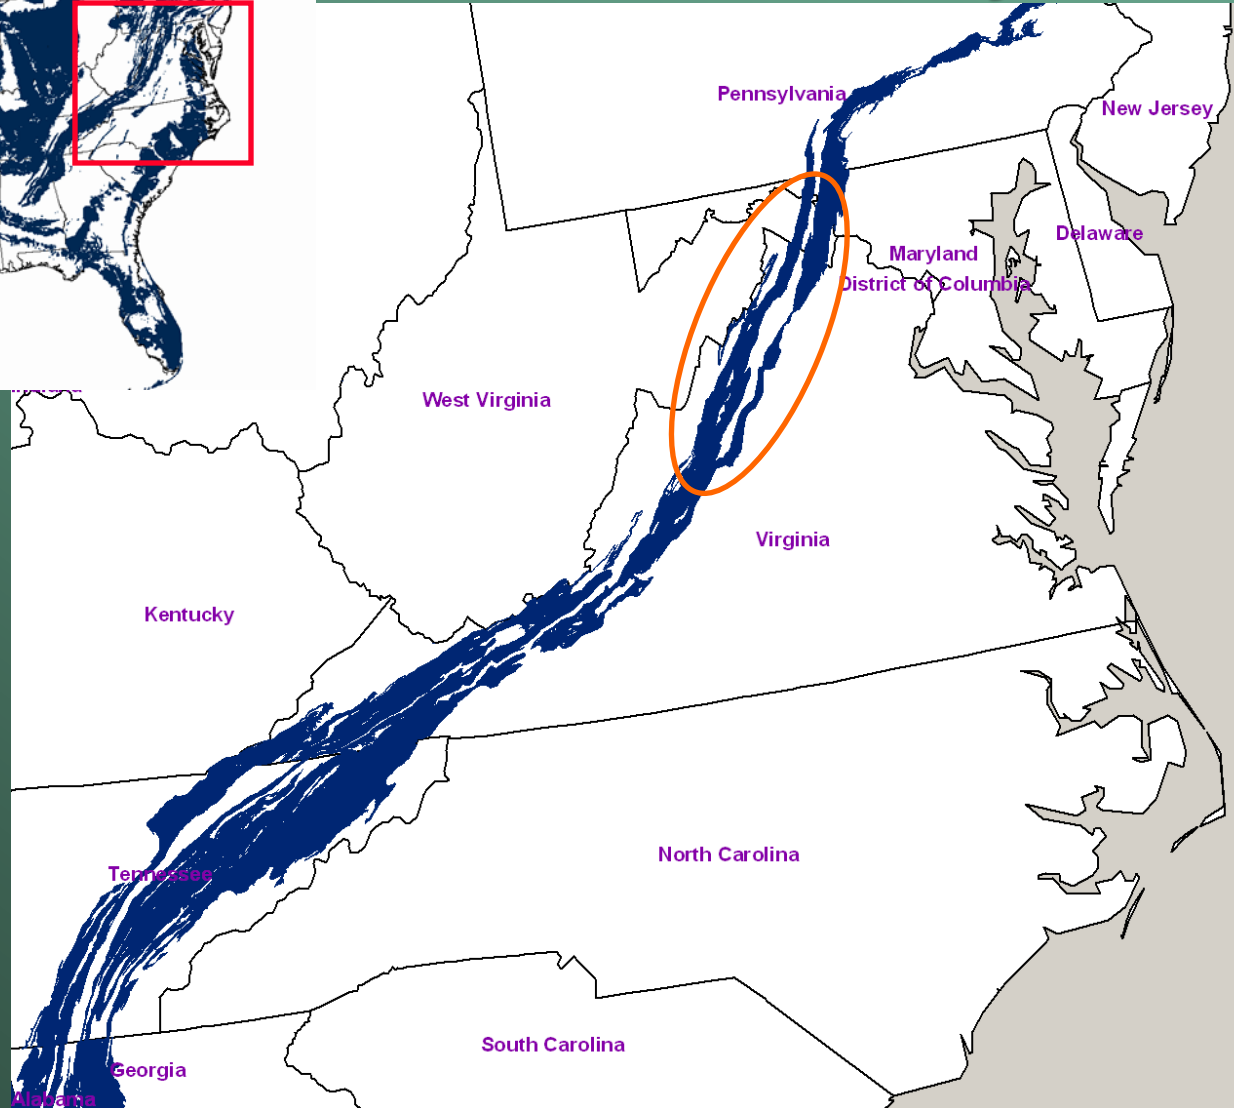 Pennsylvania
New Jersey
Delaware
Maryland
District of Columbia
West Virginia
Virginia
Kentucky
North Carolina
Tennessee
South Carolina
Georgia
Alabama